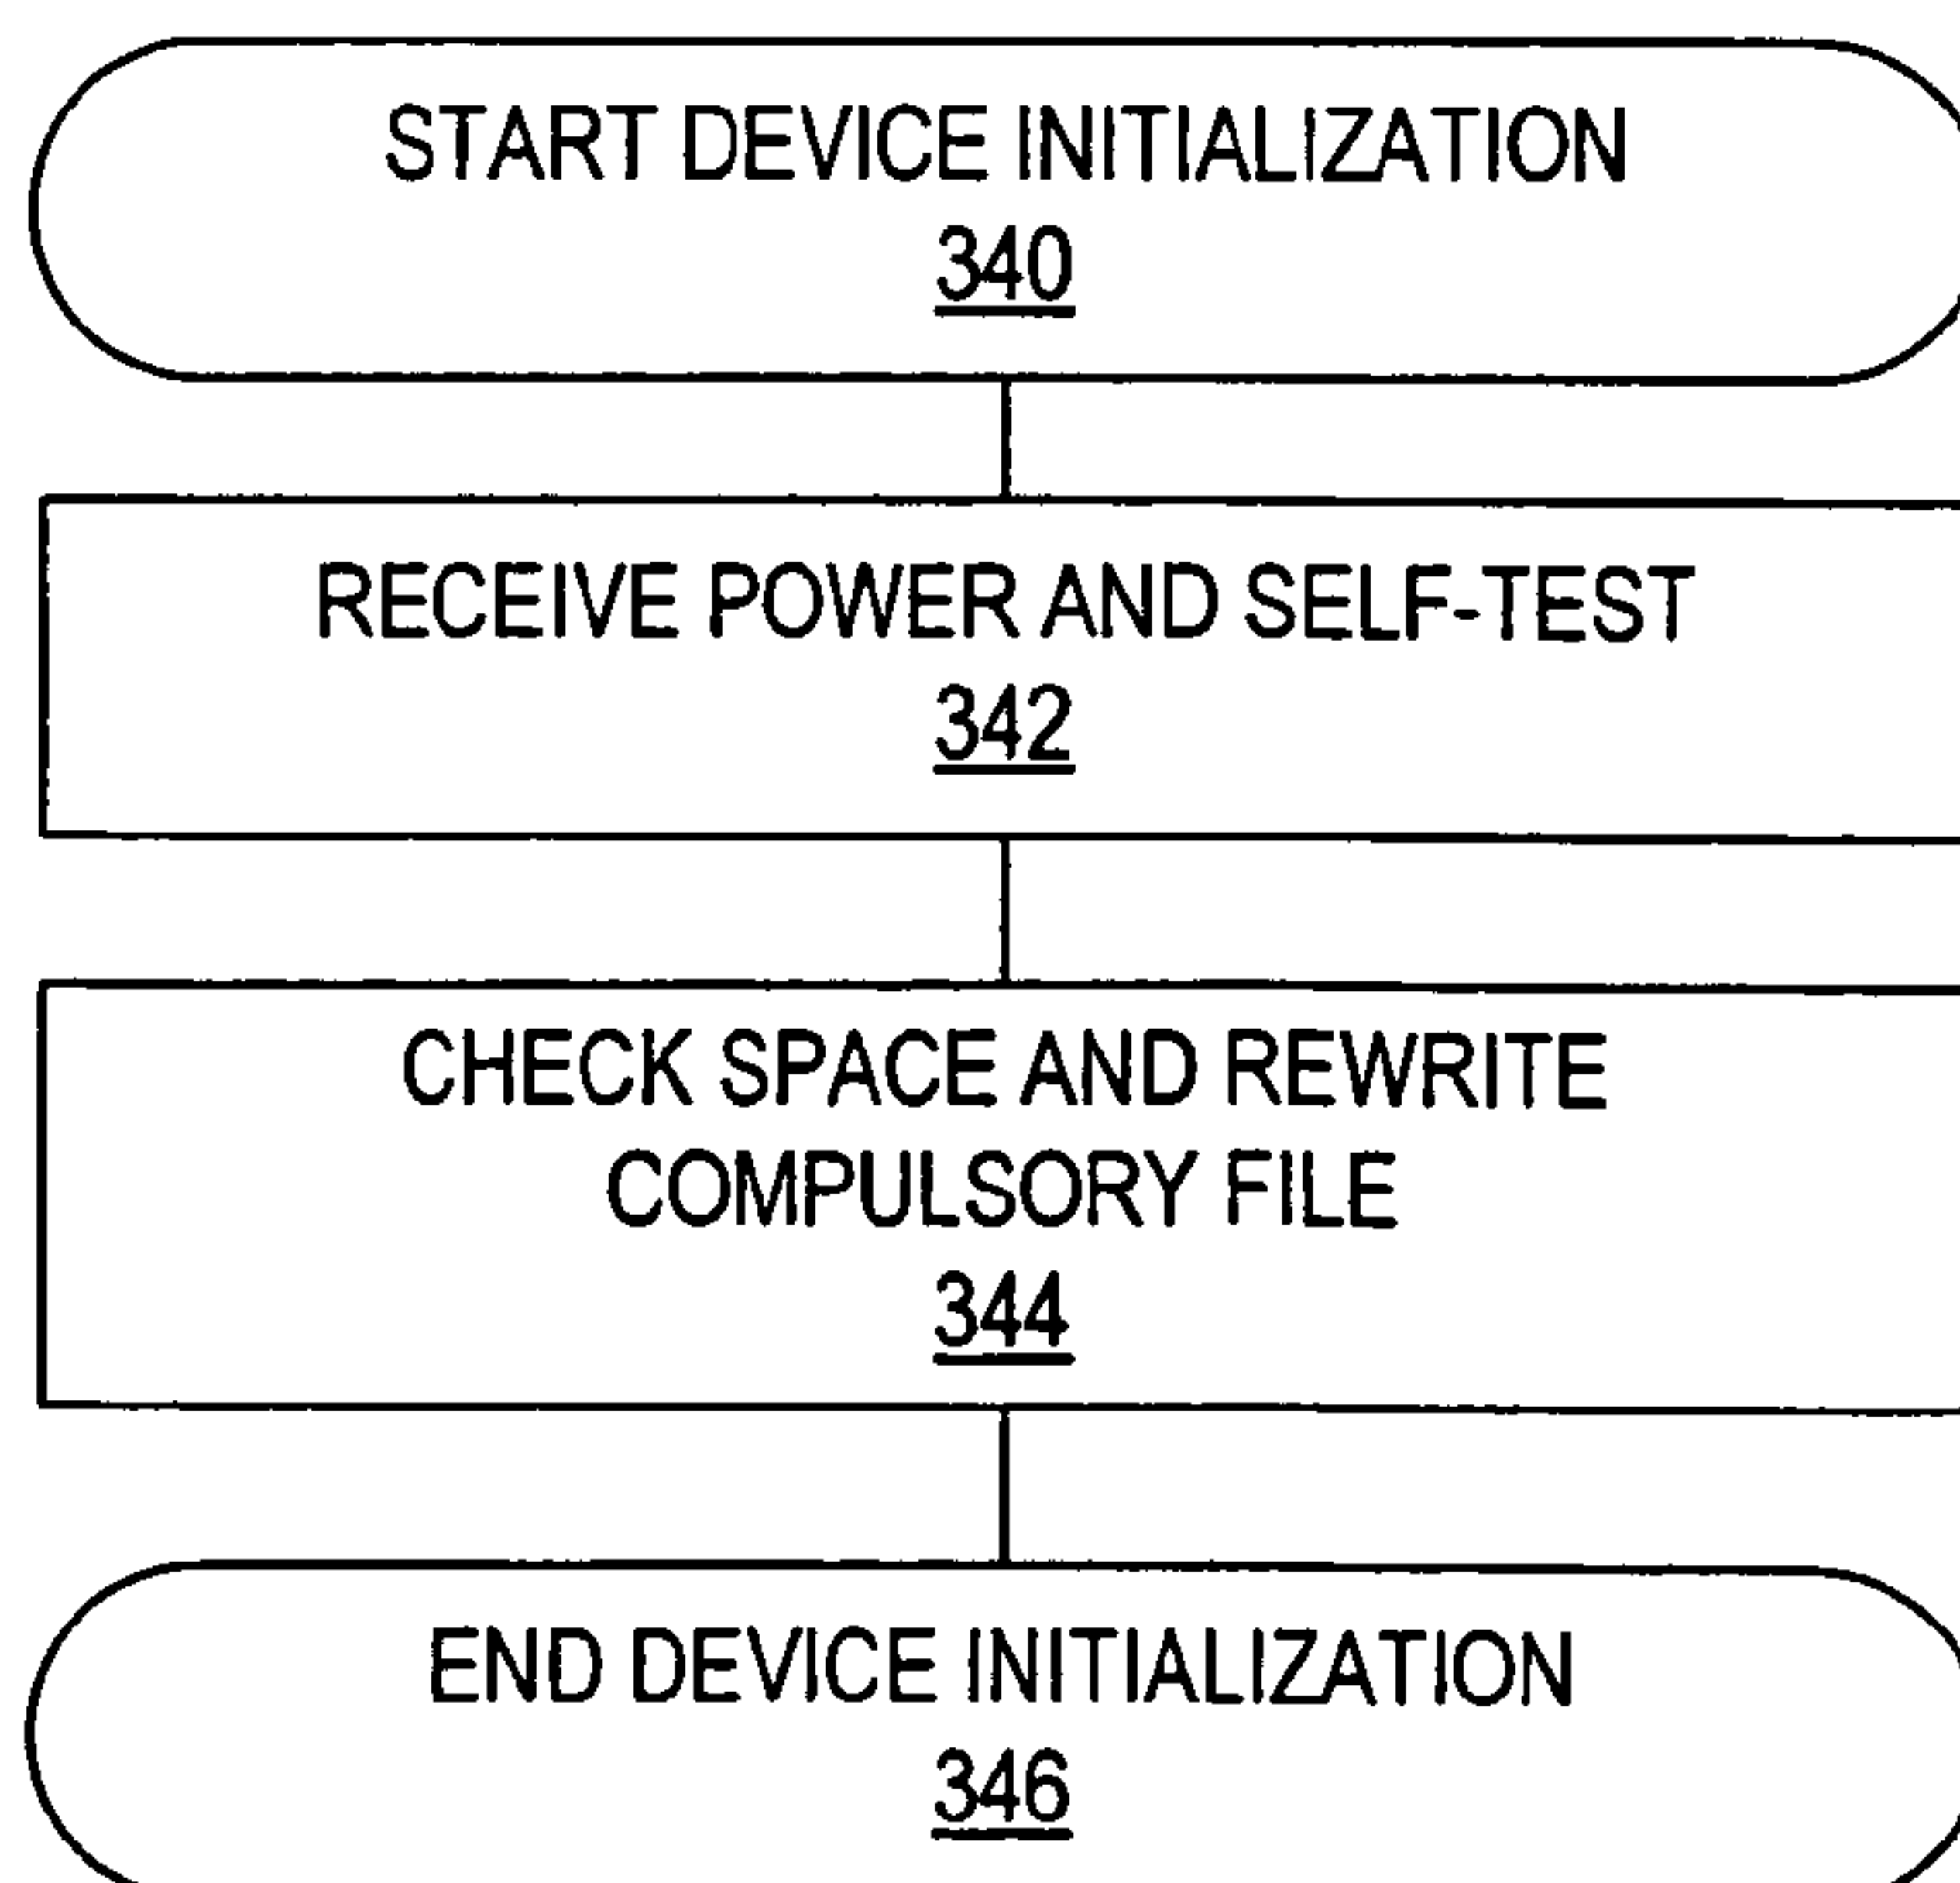 START DEVICE INITIALIZATION
340
RECEIVE POWER AND SELF-TEST
342
CHECK SPACE AND REWRITE
COMPULSORY FILE
344
END DEVICE INITIALIZATION
346